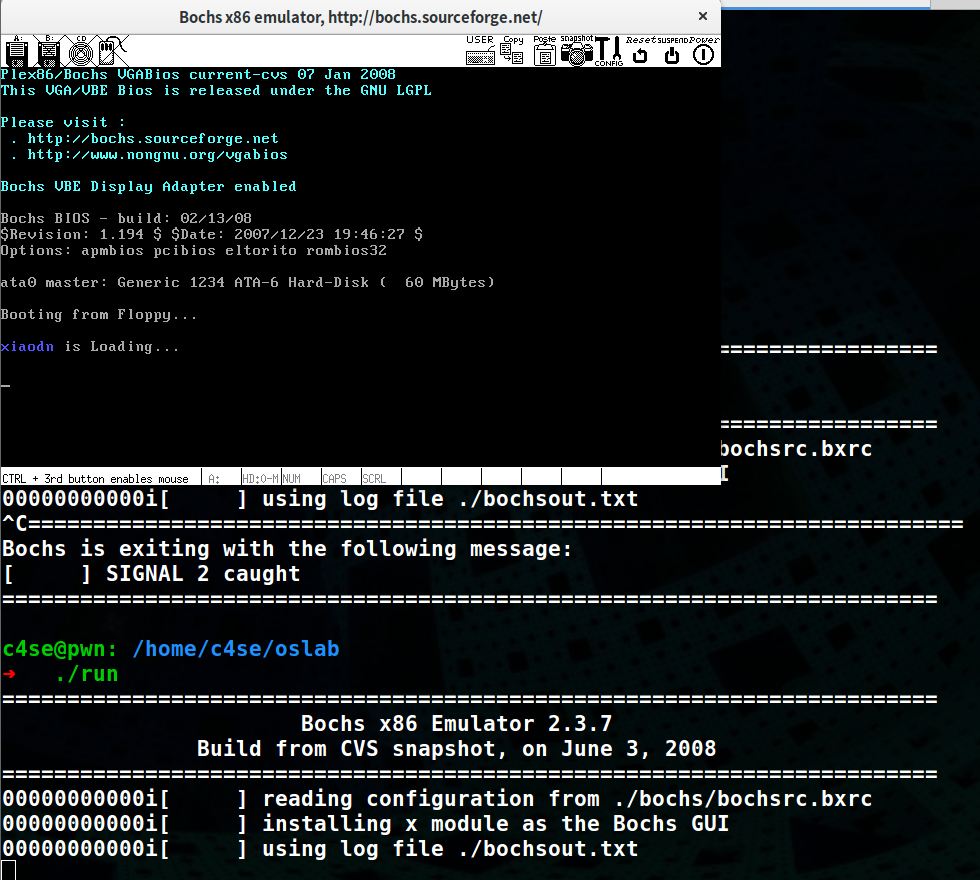 Bochs x86 emulator, http://bochs.sourceforge.net/ ×
A: B: CD USER Copy Paste snapshot CONFIG Reset SUSPEND Power
Plex86/Bochs VGABios current-cvs 07 Jan 2008
This VGA/VBE Bios is released under the GNU LGPL
Please visit :
. http://bochs.sourceforge.net
. http://www.nongnu.org/vgabios
Bochs VBE Display Adapter enabled
Bochs BIOS - build: 02/13/08
$Revision: 1.194 $ $Date: 2007/12/23 19:46:27 $
Options: apmbios pcibios eltorito rombios32
ata0 master: Generic 1234 ATA-6 Hard-Disk (  60 MBytes)
Booting from Floppy...
xiaodn is Loading...
_
=================
=================
bochsrc.bxrc
I
CTRL + 3rd button enables mouse A: HD:0-M NUM CAPS SCRL
00000000000i[      ] using log file ./bochsout.txt
^C========================================================================
Bochs is exiting with the following message:
[      ] SIGNAL 2 caught
========================================================================
c4se@pwn: /home/c4se/oslab
➜   ./run
========================================================================
Bochs x86 Emulator 2.3.7
Build from CVS snapshot, on June 3, 2008
========================================================================
00000000000i[      ] reading configuration from ./bochs/bochsrc.bxrc
00000000000i[      ] installing x module as the Bochs GUI
00000000000i[      ] using log file ./bochsout.txt